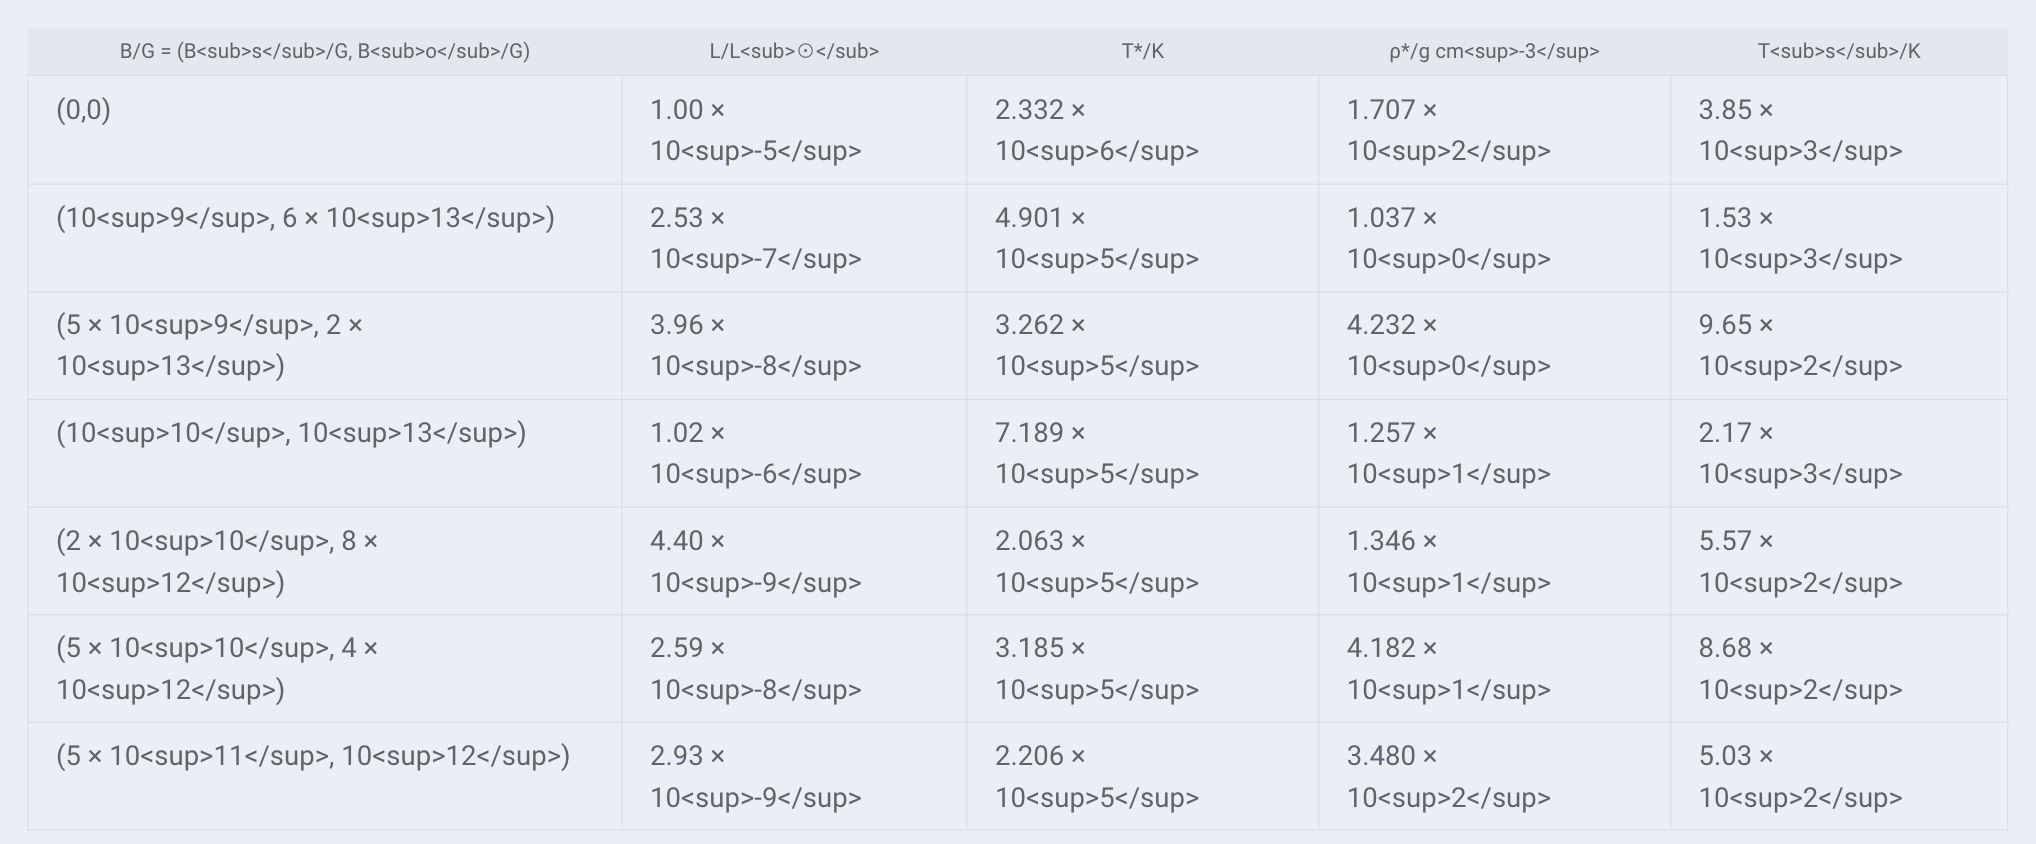 B/G = (B<sub>s</sub>/G, B<sub>o</sub>/G) L/L<sub>☉</sub> T*/K ρ*/g cm<sup>-3</sup> T<sub>s</sub>/K
(0,0) 1.00 × 2.332 × 1.707 × 3.85 ×
10<sup>-5</sup> 10<sup>6</sup> 10<sup>2</sup> 10<sup>3</sup>
(10<sup>9</sup>, 6 × 10<sup>13</sup>) 2.53 × 4.901 × 1.037 × 1.53 ×
10<sup>-7</sup> 10<sup>5</sup> 10<sup>0</sup> 10<sup>3</sup>
(5 × 10<sup>9</sup>, 2 × 3.96 × 3.262 × 4.232 × 9.65 ×
10<sup>13</sup>) 10<sup>-8</sup> 10<sup>5</sup> 10<sup>0</sup> 10<sup>2</sup>
(10<sup>10</sup>, 10<sup>13</sup>) 1.02 × 7.189 × 1.257 × 2.17 ×
10<sup>-6</sup> 10<sup>5</sup> 10<sup>1</sup> 10<sup>3</sup>
(2 × 10<sup>10</sup>, 8 × 4.40 × 2.063 × 1.346 × 5.57 ×
10<sup>12</sup>) 10<sup>-9</sup> 10<sup>5</sup> 10<sup>1</sup> 10<sup>2</sup>
(5 × 10<sup>10</sup>, 4 × 2.59 × 3.185 × 4.182 × 8.68 ×
10<sup>12</sup>) 10<sup>-8</sup> 10<sup>5</sup> 10<sup>1</sup> 10<sup>2</sup>
(5 × 10<sup>11</sup>, 10<sup>12</sup>) 2.93 × 2.206 × 3.480 × 5.03 ×
10<sup>-9</sup> 10<sup>5</sup> 10<sup>2</sup> 10<sup>2</sup>